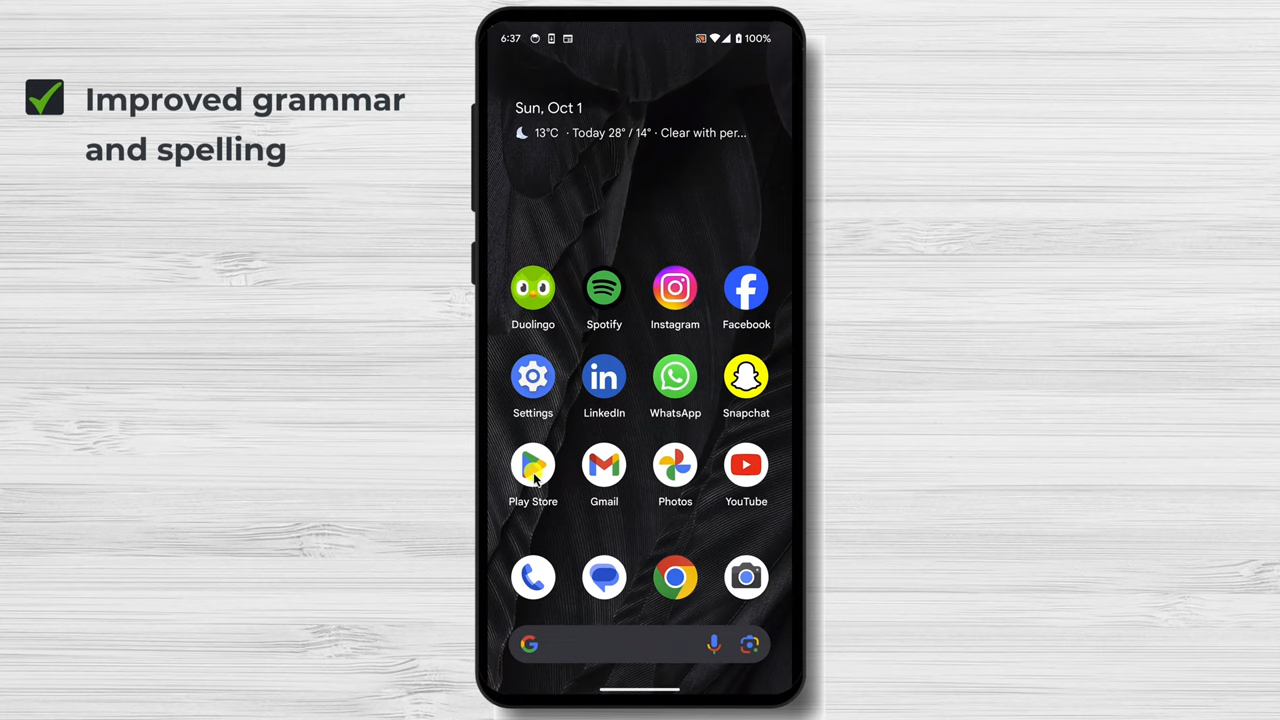 Improved grammar
and spelling
6:37 100%
Sun, Oct 1
13°C · Today 28° / 14° · Clear with per...
Duolingo Spotify Instagram Facebook
Settings LinkedIn WhatsApp Snapchat
Play Store Gmail Photos YouTube